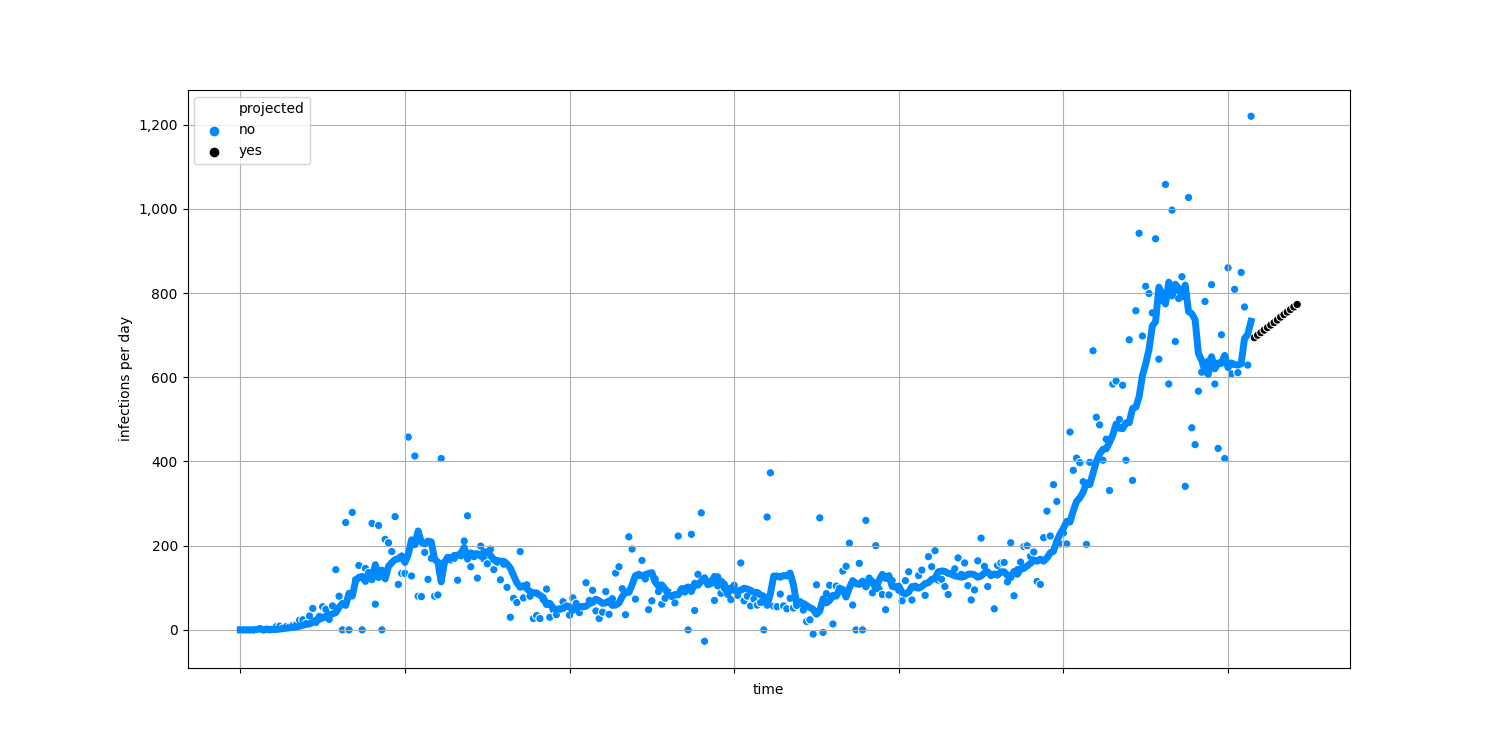 projected
no
yes
1,200
1,000
800
600
400
200
0
infections per day
time